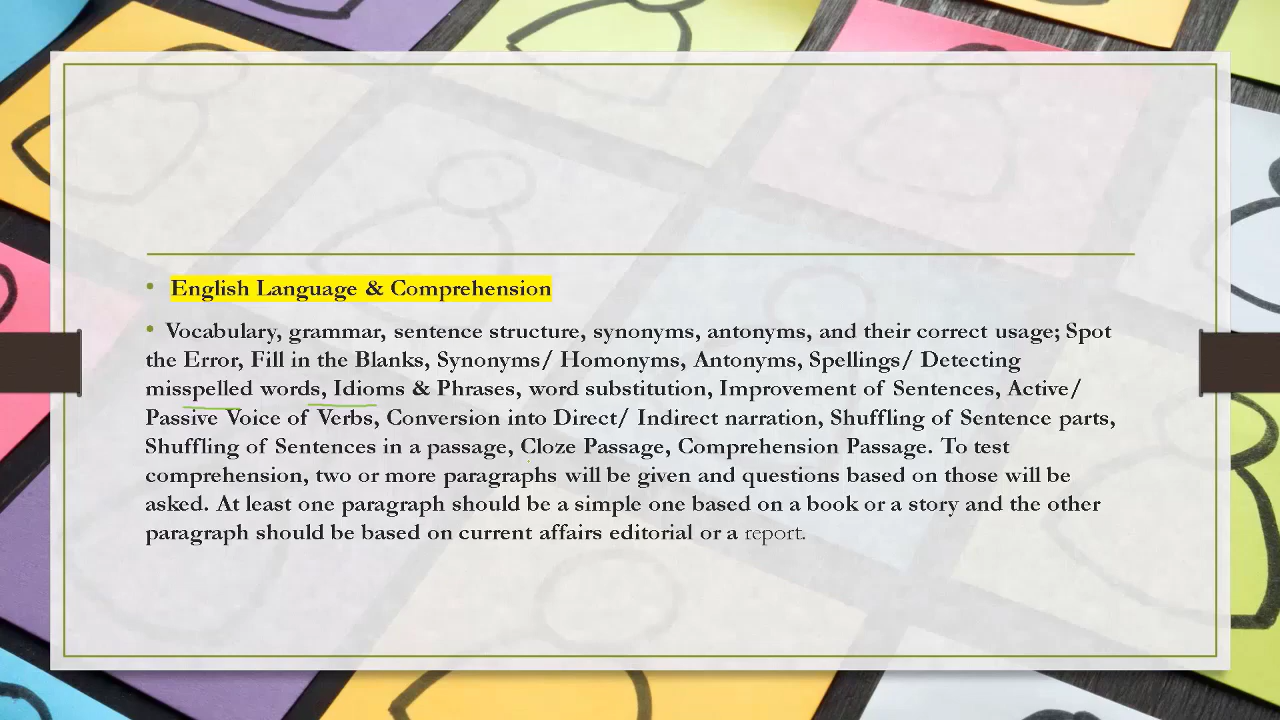 • English Language & Comprehension
• Vocabulary, grammar, sentence structure, synonyms, antonyms, and their correct usage; Spot
the Error, Fill in the Blanks, Synonyms/ Homonyms, Antonyms, Spellings/ Detecting
misspelled words, Idioms & Phrases, word substitution, Improvement of Sentences, Active/
Passive Voice of Verbs, Conversion into Direct/ Indirect narration, Shuffling of Sentence parts,
Shuffling of Sentences in a passage, Cloze Passage, Comprehension Passage. To test
comprehension, two or more paragraphs will be given and questions based on those will be
asked. At least one paragraph should be a simple one based on a book or a story and the other
paragraph should be based on current affairs editorial or a report.